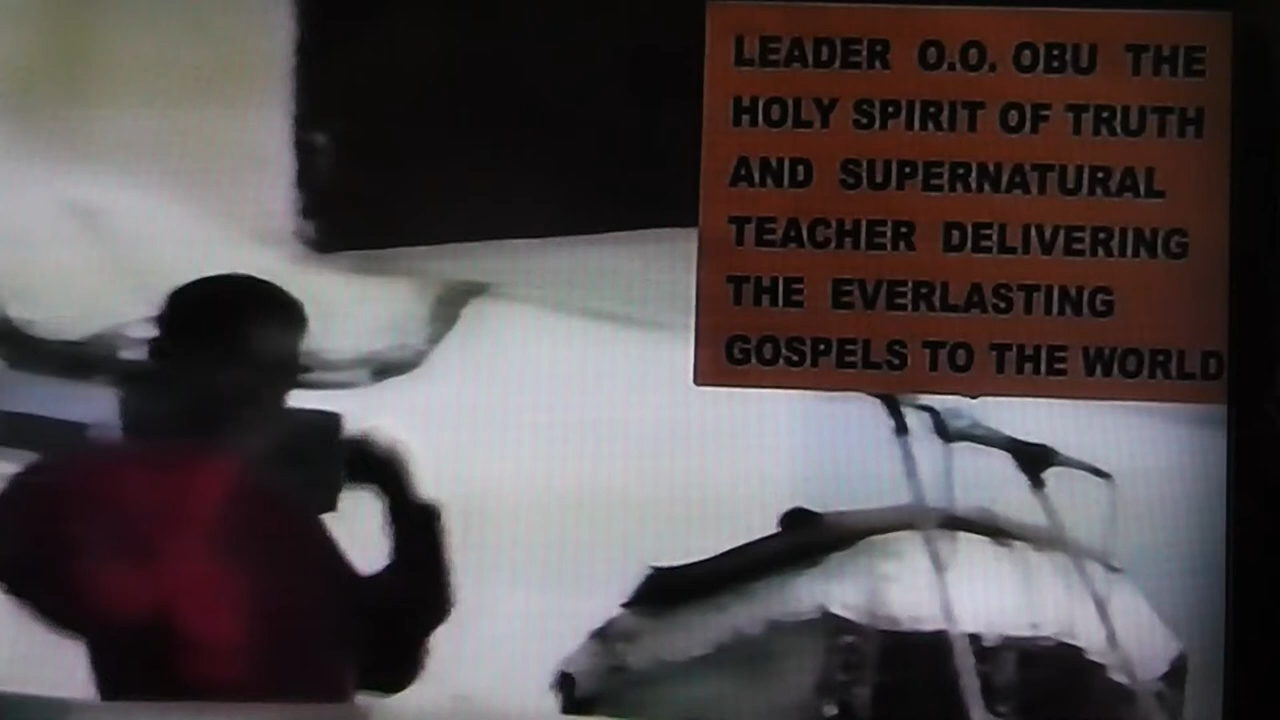 LEADER O.O. OBU THE
HOLY SPIRIT OF TRUTH
AND SUPERNATURAL
TEACHER DELIVERING
THE EVERLASTING
GOSPELS TO THE WORLD